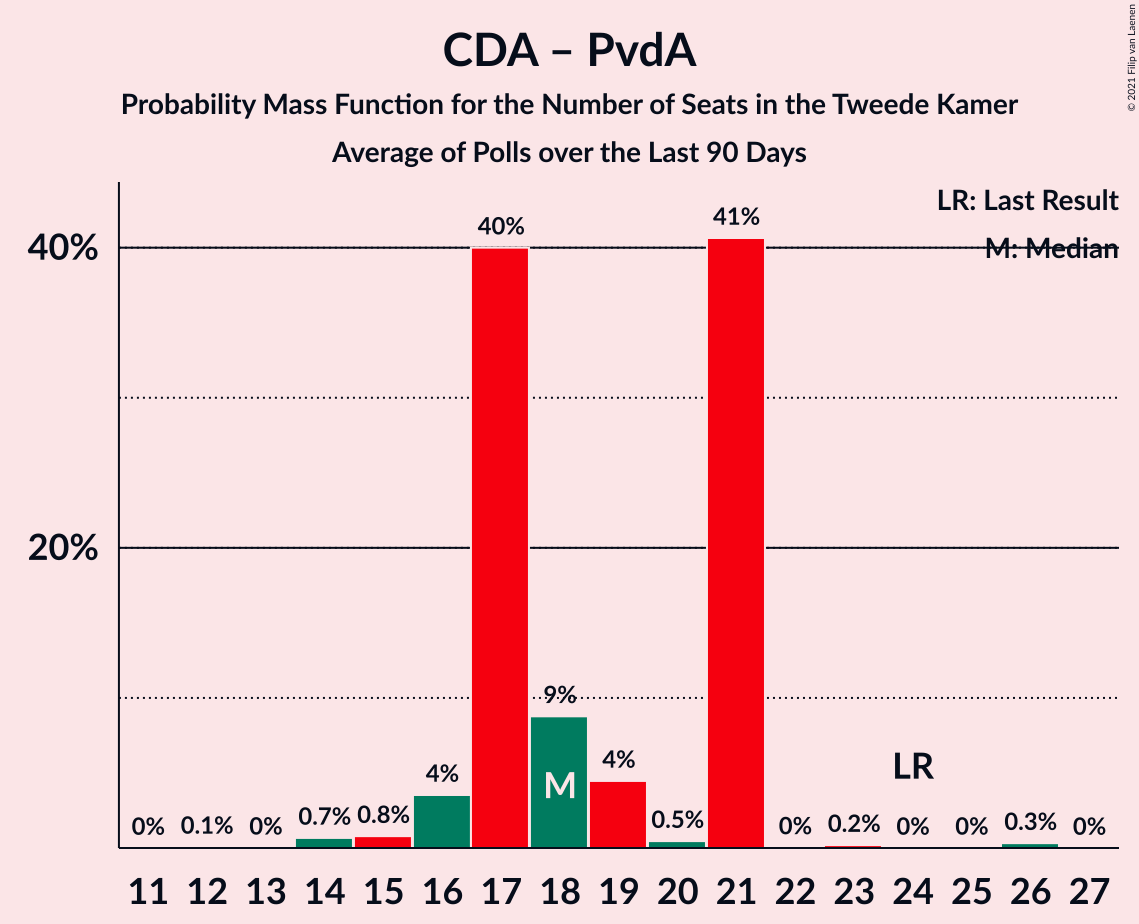 CDA – PvdA
Probability Mass Function for the Number of Seats in the Tweede Kamer
Average of Polls over the Last 90 Days
© 2021 Filip van Laenen
LR: Last Result
M: Median
40%
20%
0%
0.1%
0%
0.7%
0.8%
4%
40%
9%
4%
0.5%
41%
0%
0.2%
0%
0%
0.3%
0%
M
LR
11 12 13 14 15 16 17 18 19 20 21 22 23 24 25 26 27